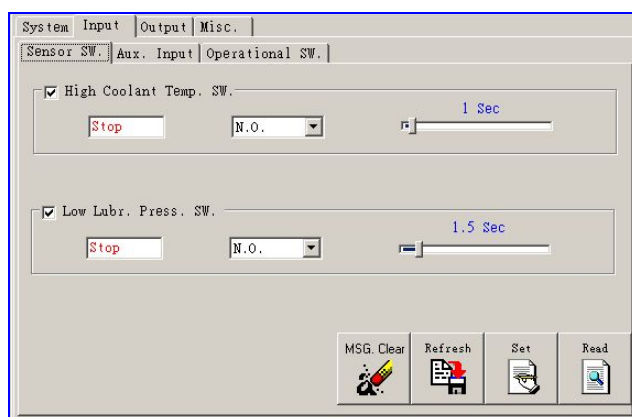 System Input Output Misc.
Sensor SW. Aux. Input Operational SW.
High Coolant Temp. SW.
1 Sec
Stop N.O.
Low Lubr. Press. SW.
1.5 Sec
Stop N.O.
MSG. Clear Refresh Set Read